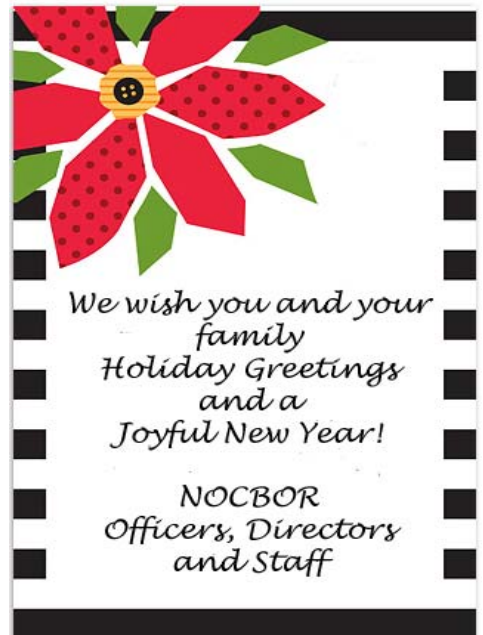 We wish you and your
family
Holiday Greetings
and a
Joyful New Year!
NOCBOR
Officers, Directors
and Staff